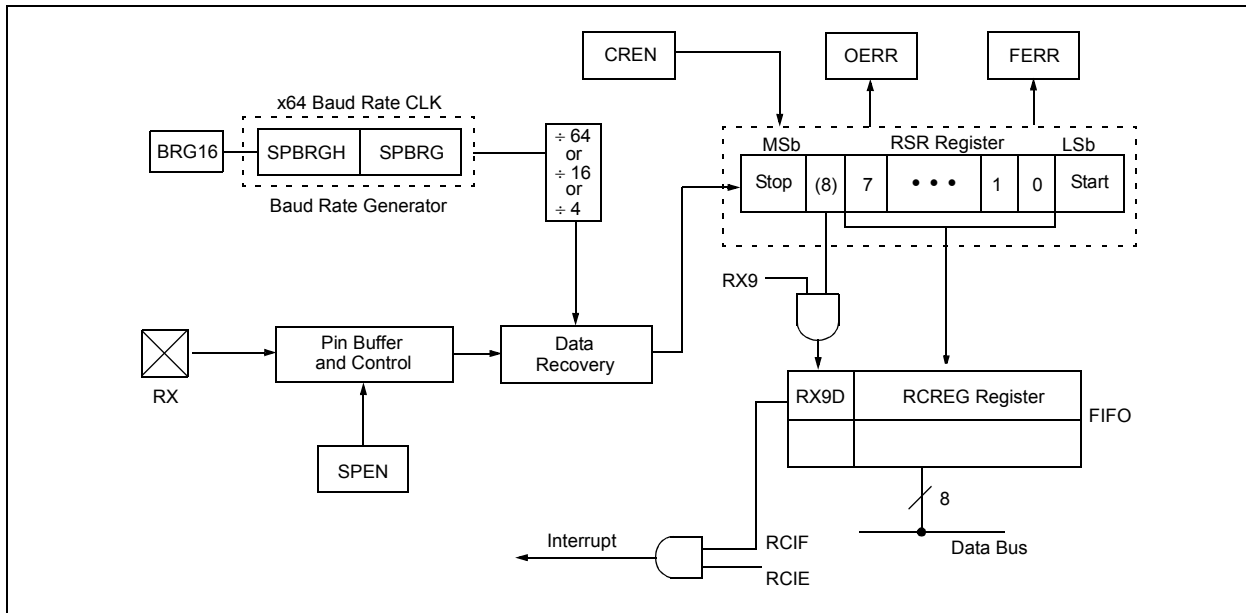 CREN
OERR
FERR
x64 Baud Rate CLK
BRG16
SPBRGH
SPBRG
Baud Rate Generator
÷ 64
or
÷ 16
or
÷ 4
MSb
RSR Register
LSb
Stop
(8)
7
• • •
1
0
Start
RX9
RX
Pin Buffer
and Control
Data
Recovery
SPEN
RX9D
RCREG Register
FIFO
8
Data Bus
Interrupt
RCIF
RCIE